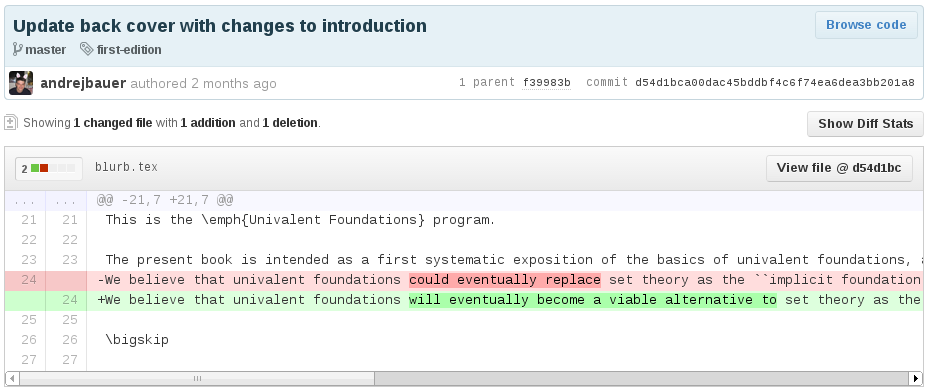 Update back cover with changes to introduction
Browse code
master first-edition
andrejbauer authored 2 months ago
1 parent f39983b commit d54d1bca00dac45bddbf4c6f74ea6dea3bb201a8
Showing 1 changed file with 1 addition and 1 deletion.
Show Diff Stats
2 blurb.tex
View file @ d54d1bc
... ... @@ -21,7 +21,7 @@
21 21 This is the \emph{Univalent Foundations} program.
22 22
23 23 The present book is intended as a first systematic exposition of the basics of univalent foundations, a
24 -We believe that univalent foundations could eventually replace set theory as the ``implicit foundation
24 +We believe that univalent foundations will eventually become a viable alternative to set theory as the
25 25
26 26 \bigskip
27 27